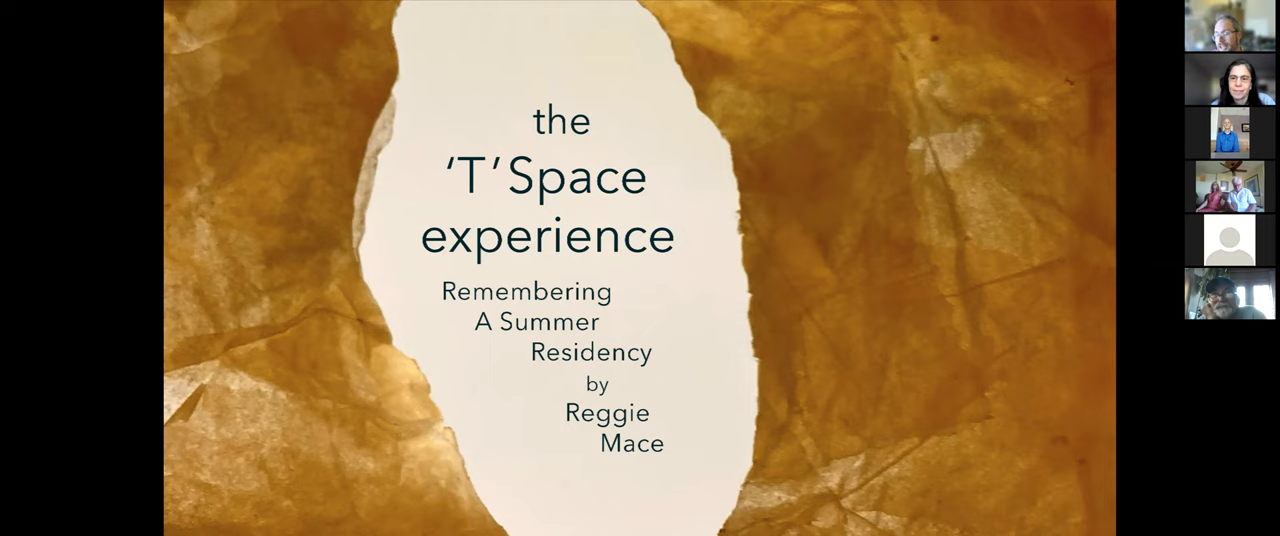 the
‘T’ Space
experience
Remembering
A Summer
Residency
by
Reggie
Mace